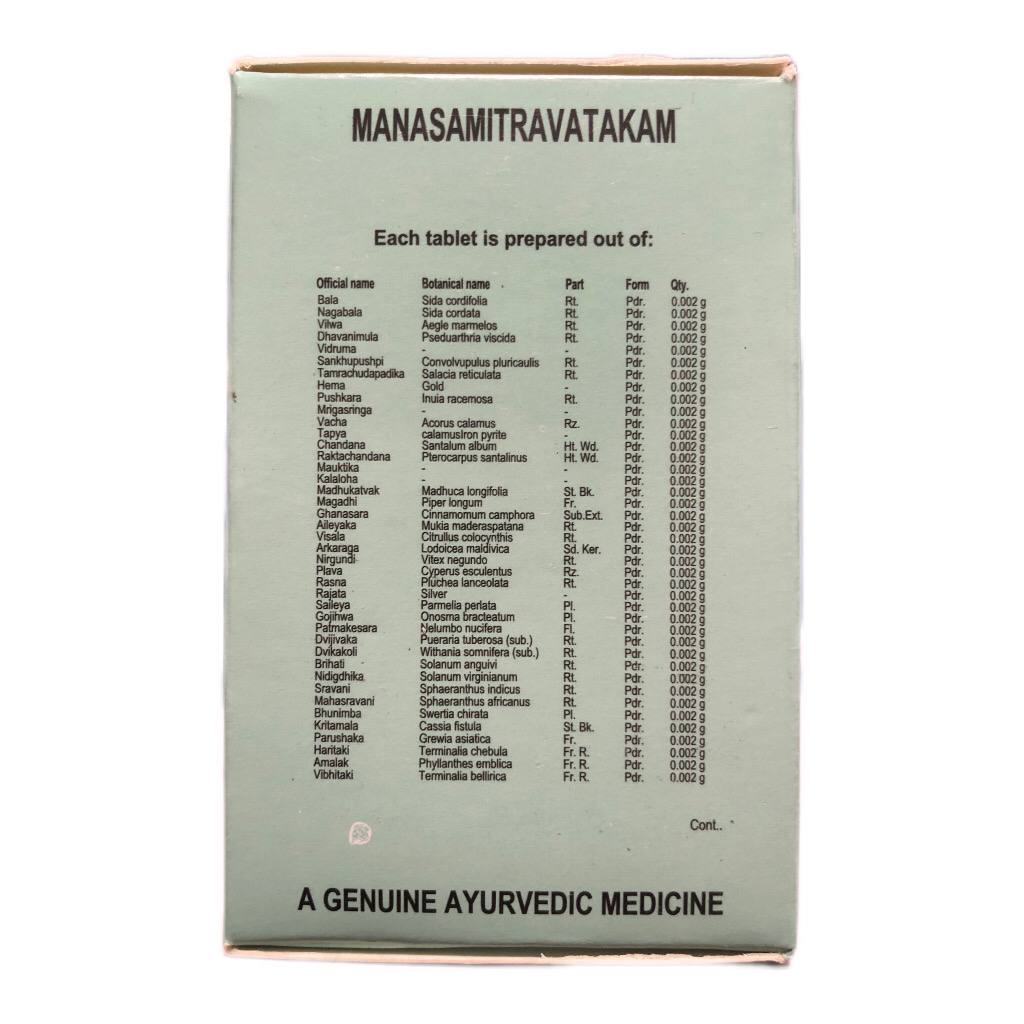 MANASAMITRAVATAKAM
Each tablet is prepared out of:
Official name Botanical name Part Form Qty.
Bala Sida cordifolia Rt. Pdr. 0.002 g
Nagabala Sida cordata Rt. Pdr. 0.002 g
Vilwa Aegle marmelos Rt. Pdr. 0.002 g
Dhavanimula Pseduarthria viscida Rt. Pdr. 0.002 g
Vidruma - - Pdr. 0.002 g
Sankhupushpi Convolvupulus pluricaulis Rt. Pdr. 0.002 g
Tamrachudapadika Salacia reticulata Rt. Pdr. 0.002 g
Hema Gold - Pdr. 0.002 g
Pushkara Inuia racemosa Rt. Pdr. 0.002 g
Mrigasringa - - Pdr. 0.002 g
Vacha Acorus calamus Rz. Pdr. 0.002 g
Tapya calamusIron pyrite - Pdr. 0.002 g
Chandana Santalum album Ht. Wd. Pdr. 0.002 g
Raktachandana Pterocarpus santalinus Ht. Wd. Pdr. 0.002 g
Mauktika - - Pdr. 0.002 g
Kalaloha - - Pdr. 0.002 g
Madhukatvak Madhuca longifolia St. Bk. Pdr. 0.002 g
Magadhi Piper longum Fr. Pdr. 0.002 g
Ghanasara Cinnamomum camphora Sub.Ext. Pdr. 0.002 g
Aileyaka Mukia maderaspatana Rt. Pdr. 0.002 g
Visala Citrullus colocynthis Rt. Pdr. 0.002 g
Arkaraga Lodoicea maldivica Sd. Ker. Pdr. 0.002 g
Nirgundi Vitex negundo Rt. Pdr. 0.002 g
Plava Cyperus esculentus Rz. Pdr. 0.002 g
Rasna Pluchea lanceolata Rt. Pdr. 0.002 g
Rajata Silver - Pdr. 0.002 g
Saileya Parmelia perlata Pl. Pdr. 0.002 g
Gojihwa Onosma bracteatum Pl. Pdr. 0.002 g
Patmakesara Nelumbo nucifera Fl. Pdr. 0.002 g
Dvijivaka Pueraria tuberosa (sub.) Rt. Pdr. 0.002 g
Dvikakoli Withania somnifera (sub.) Rt. Pdr. 0.002 g
Brihati Solanum anguivi Rt. Pdr. 0.002 g
Nidigdhika Solanum virginianum Rt. Pdr. 0.002 g
Sravani Sphaeranthus indicus Rt. Pdr. 0.002 g
Mahasravani Sphaeranthus africanus Rt. Pdr. 0.002 g
Bhunimba Swertia chirata Pl. Pdr. 0.002 g
Kritamala Cassia fistula St. Bk. Pdr. 0.002 g
Parushaka Grewia asiatica Fr. Pdr. 0.002 g
Haritaki Terminalia chebula Fr. R. Pdr. 0.002 g
Amalak Phyllanthes emblica Fr. R. Pdr. 0.002 g
Vibhitaki Terminalia bellirica Fr. R. Pdr. 0.002 g
Cont..
A GENUINE AYURVEDiC MEDICINE